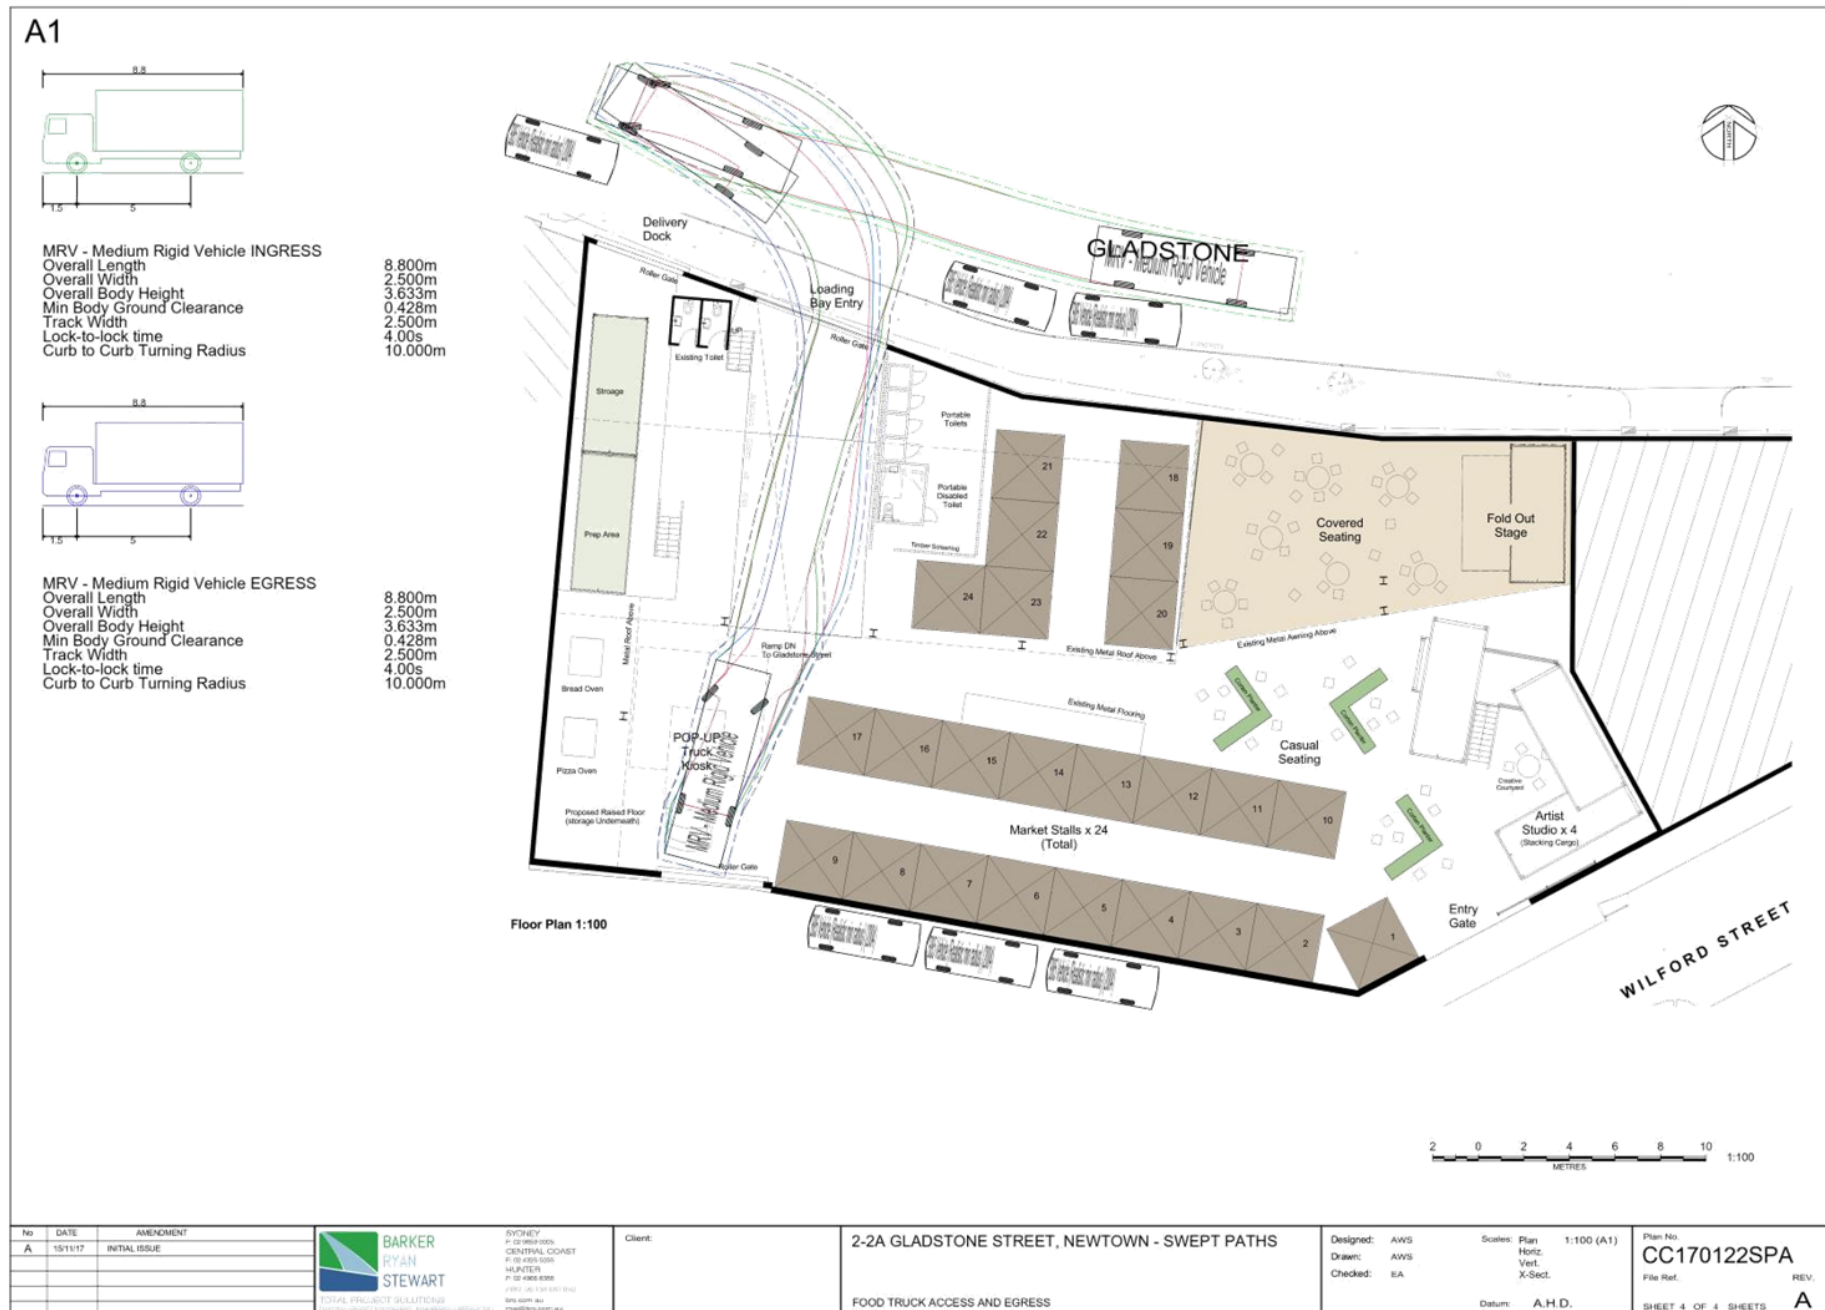 A1
8.8
1.5
5
MRV - Medium Rigid Vehicle INGRESS
Overall Length 8.800m
Overall Width 2.500m
Overall Body Height 3.633m
Min Body Ground Clearance 0.428m
Track Width 2.500m
Lock-to-lock time 4.00s
Curb to Curb Turning Radius 10.000m
8.8
1.5
5
MRV - Medium Rigid Vehicle EGRESS
Overall Length 8.800m
Overall Width 2.500m
Overall Body Height 3.633m
Min Body Ground Clearance 0.428m
Track Width 2.500m
Lock-to-lock time 4.00s
Curb to Curb Turning Radius 10.000m
NORTH
GLADSTONE
MRV - Medium Rigid Vehicle
Delivery
Dock
Roller Gate
Loading
Bay Entry
Roller Gate
UP
Existing Toilet
Stroage
Prep Area
Portable
Toilets
Portable
Disabled
Toilet
Timber Screening
21
22
23
24
18
19
20
Covered
Seating
Fold Out
Stage
Existing Metal Awning Above
Existing Metal Roof Above
Metal Roof Above
Ramp DN
To Gladstone Street
Bread Oven
Pizza Oven
POP-UP
Truck
Kiosk
MRV - Medium Rigid Vehicle
Proposed Raised Floor
(storage Underneath)
Roller Gate
Existing Metal Flooring
17
16
15
14
13
12
11
10
Market Stalls x 24
(Total)
9
8
7
6
5
4
3
2
1
Casual
Seating
Creative
Courtyard
Artist
Studio x 4
(Stacking Cargo)
Entry
Gate
WILFORD STREET
Floor Plan 1:100
2 0 2 4 6 8 10
METRES
1:100
No DATE AMENDMENT
A 15/11/17 INITIAL ISSUE
BARKER
RYAN
STEWART
TOTAL PROJECT SOLUTIONS
SYDNEY
CENTRAL COAST
HUNTER
Client:
2-2A GLADSTONE STREET, NEWTOWN - SWEPT PATHS
FOOD TRUCK ACCESS AND EGRESS
Designed: AWS
Drawn: AWS
Checked: EA
Scales: Plan 1:100 (A1)
Horiz.
Vert.
X-Sect.
Datum: A.H.D.
Plan No.
CC170122SPA
File Ref.
REV.
SHEET 4 OF 4 SHEETS
A